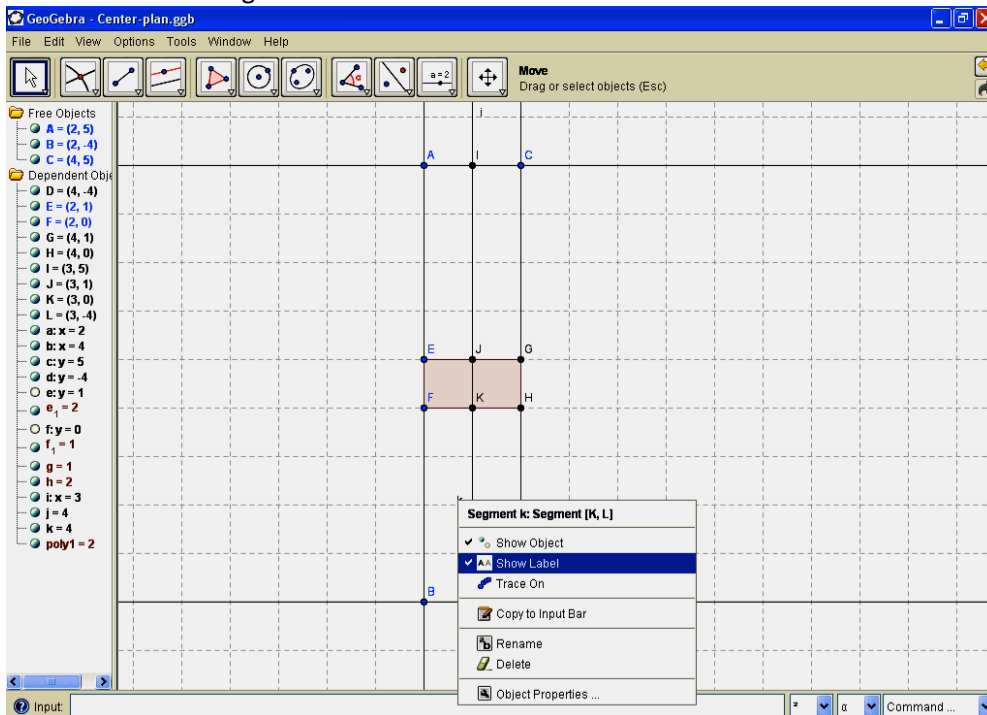 GeoGebra - Center-plan.ggb
File Edit View Options Tools Window Help
a=2
Move
Drag or select objects (Esc)
Free Objects
A = (2, 5)
B = (2, -4)
C = (4, 5)
Dependent Obje
D = (4, -4)
E = (2, 1)
F = (2, 0)
G = (4, 1)
H = (4, 0)
I = (3, 5)
J = (3, 1)
K = (3, 0)
L = (3, -4)
a: x = 2
b: x = 4
c: y = 5
d: y = -4
e: y = 1
e1 = 2
f: y = 0
f1 = 1
g = 1
h = 2
i: x = 3
j = 4
k = 4
poly1 = 2
i
A I C
E J G
F K H
k
B
Segment k: Segment [K, L]
Show Object
Show Label
Trace On
Copy to Input Bar
Rename
Delete
Object Properties ...
Input:
² α Command ...